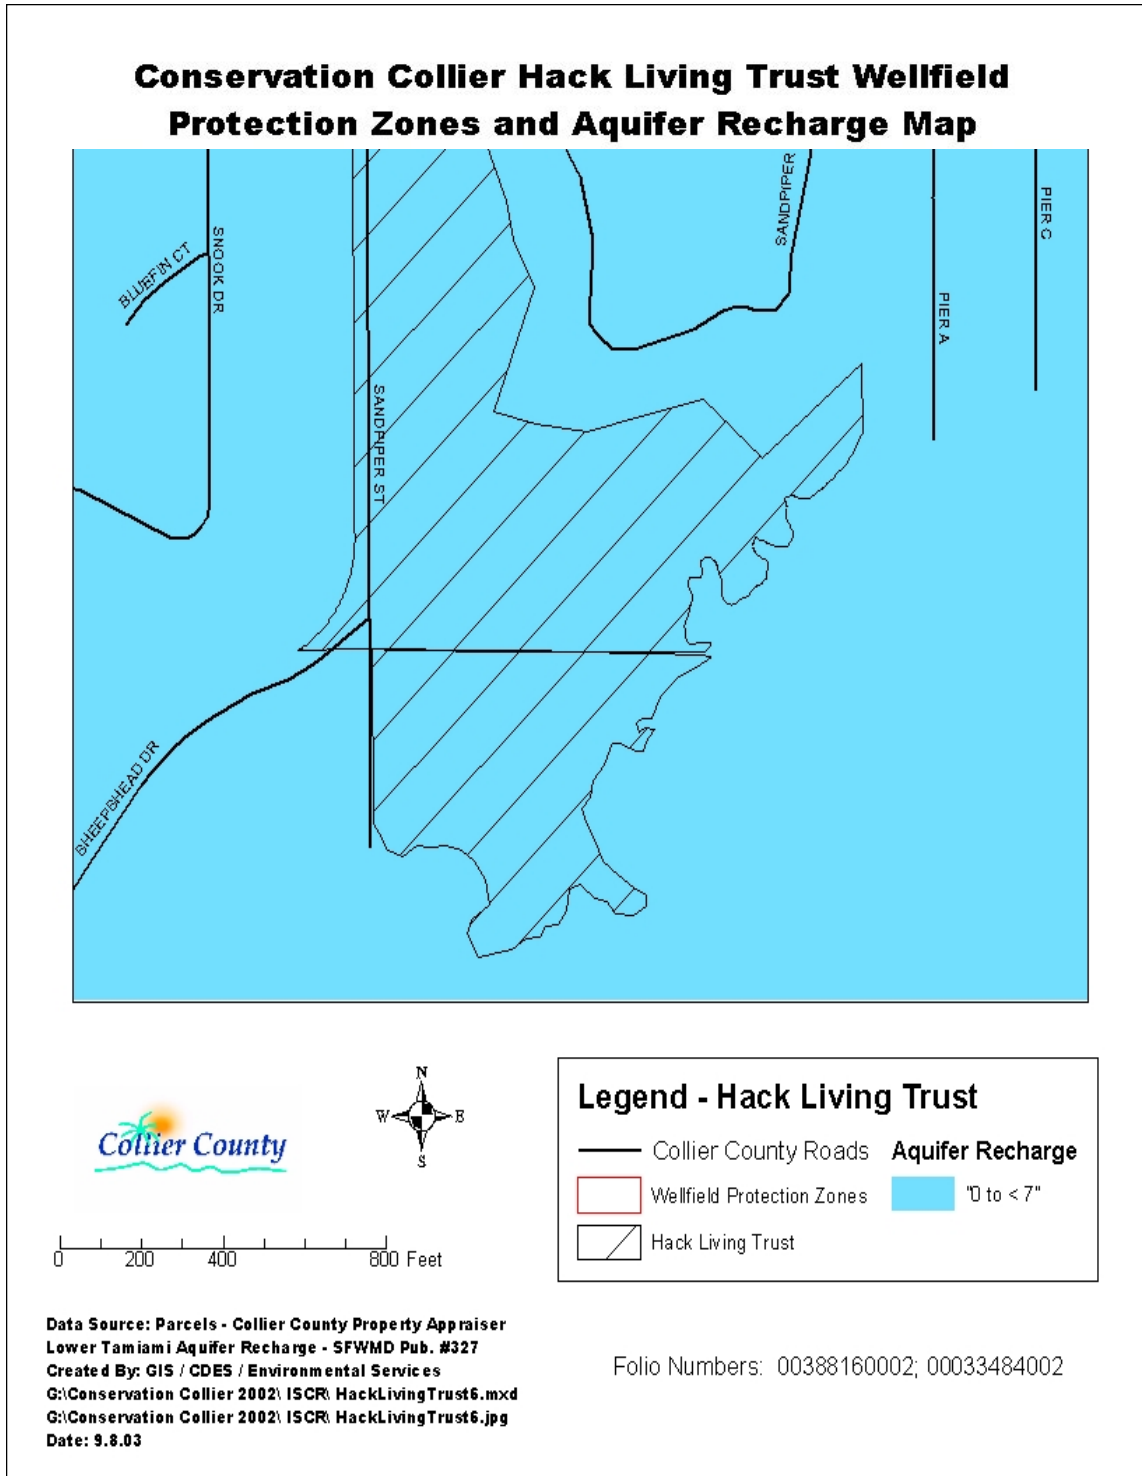 Conservation Collier Hack Living Trust Wellfield
Protection Zones and Aquifer Recharge Map
BLUEFIN CT
SNOOK DR
SANDPIPER ST
SANDPIPER
PIER A
PIER C
SHEEPSHEAD DR
N
W E
S
Collier County
0 200 400 800 Feet
Legend - Hack Living Trust
Collier County Roads Aquifer Recharge
Wellfield Protection Zones "0 to < 7"
Hack Living Trust
Data Source: Parcels - Collier County Property Appraiser
Lower Tamiami Aquifer Recharge - SFWMD Pub. #327
Created By: GIS / CDES / Environmental Services
G:\Conservation Collier 2002\ ISCR\ HackLivingTrust6.mxd
G:\Conservation Collier 2002\ ISCR\ HackLivingTrust6.jpg
Date: 9.8.03
Folio Numbers: 00388160002; 00033484002